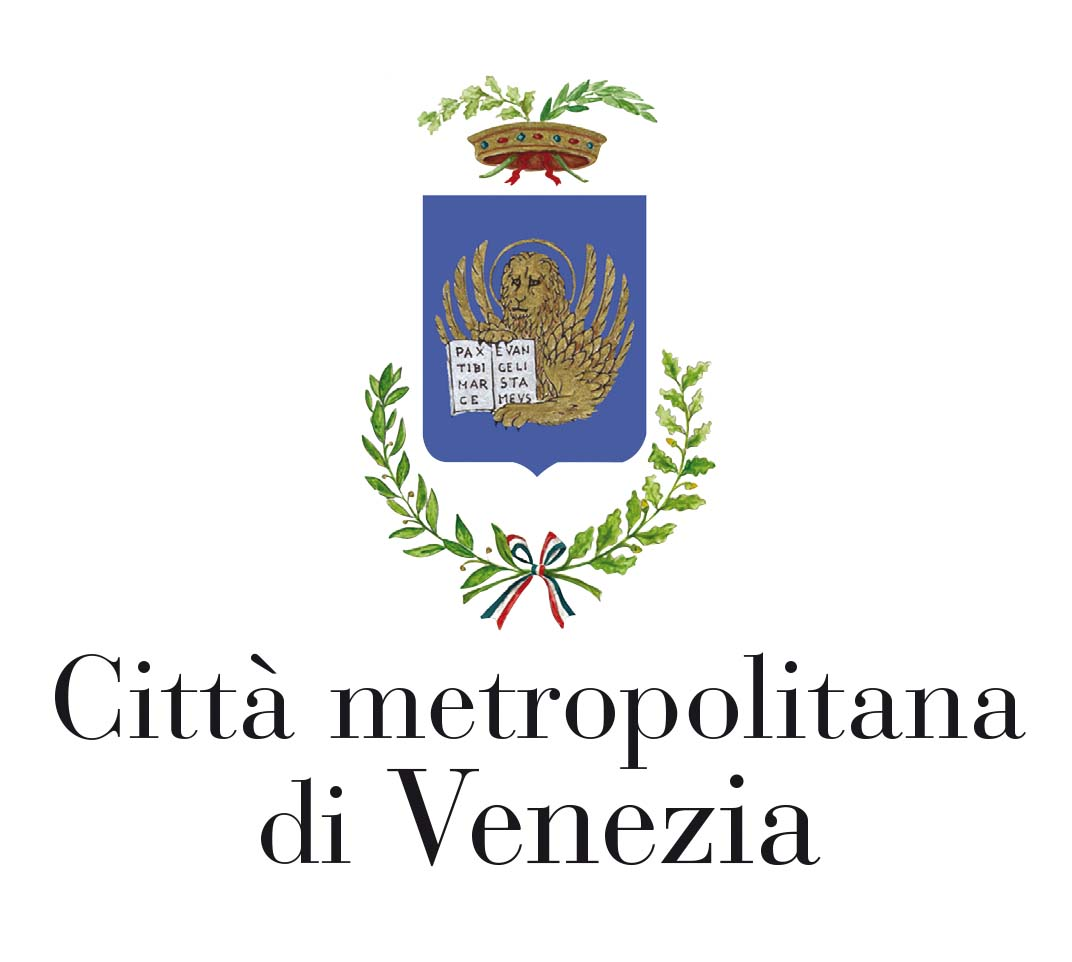 PAX
TIBI
MAR
CE
EVAN
GELI
STA
MEVS
Città metropolitana
di Venezia